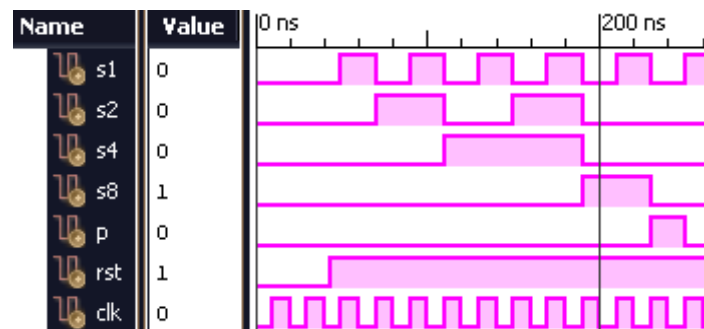 Name Value 0 ns 200 ns
s1 0
s2 0
s4 0
s8 1
p 0
rst 1
clk 0